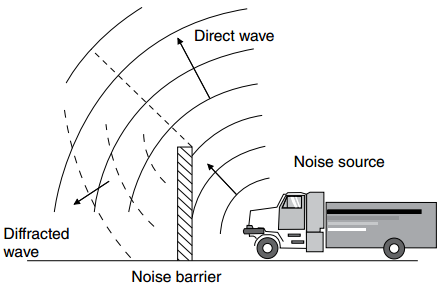 Direct wave
Noise source
Diffracted
wave
Noise barrier